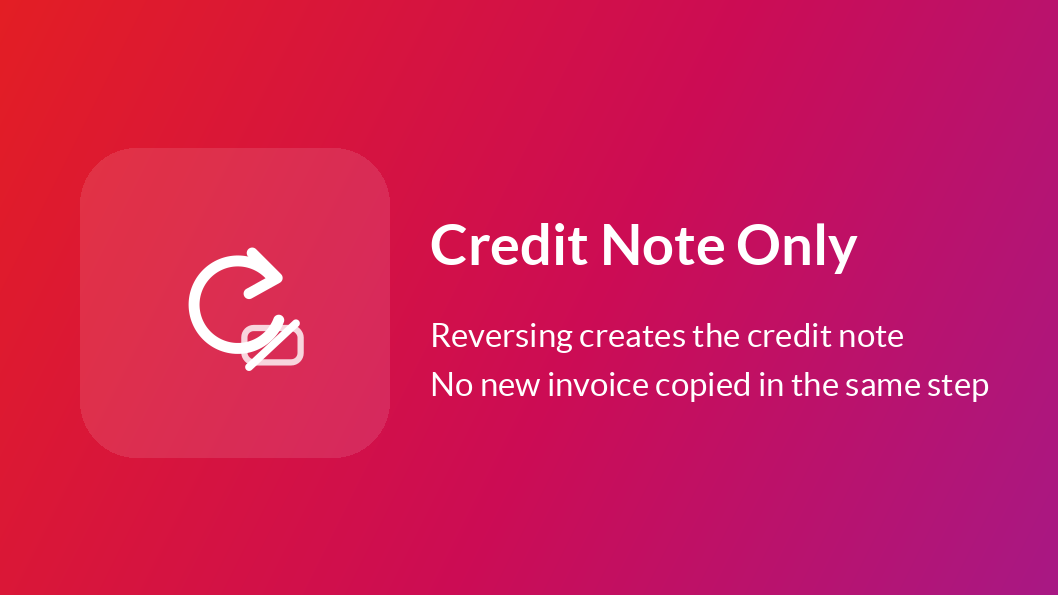 Credit Note Only
Reversing creates the credit note
No new invoice copied in the same step